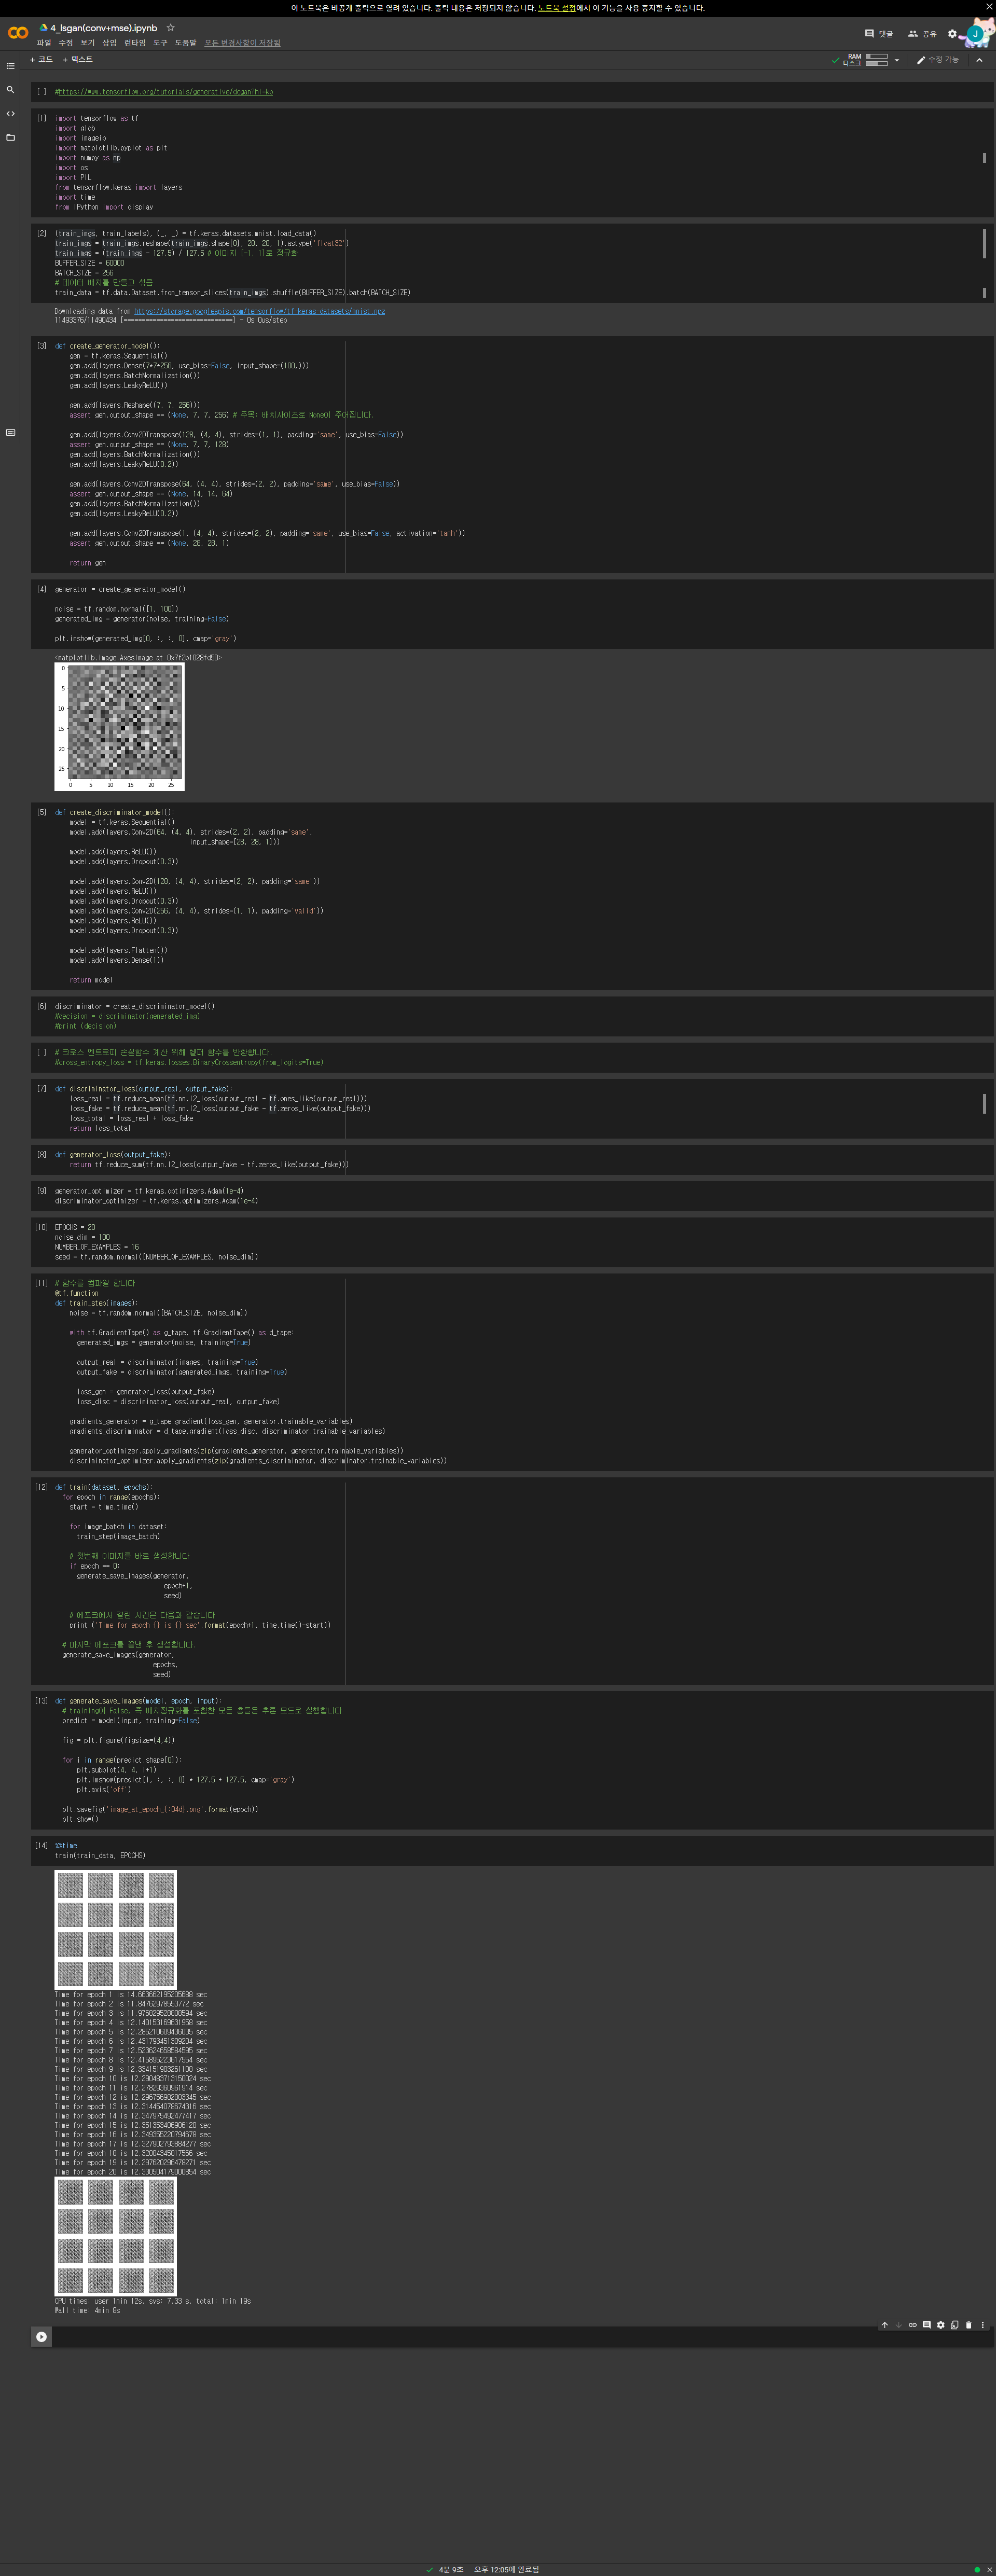 이 노트북은 비공개 출력으로 열려 있습니다. 출력 내용은 저장되지 않습니다. 노트북 설정에서 이 기능을 사용 중지할 수 있습니다.
4_lsgan(conv+mse).ipynb
댓글 공유 J
파일 수정 보기 삽입 런타임 도구 도움말 모든 변경사항이 저장됨
+ 코드 + 텍스트
RAM
디스크
수정 가능
[ ] #https://www.tensorflow.org/tutorials/generative/dcgan?hl=ko
[1] import tensorflow as tf
import glob
import imageio
import matplotlib.pyplot as plt
import numpy as np
import os
import PIL
from tensorflow.keras import layers
import time
from IPython import display
[2] (train_imgs, train_labels), (_, _) = tf.keras.datasets.mnist.load_data()
train_imgs = train_imgs.reshape(train_imgs.shape[0], 28, 28, 1).astype('float32')
train_imgs = (train_imgs - 127.5) / 127.5 # 이미지 [-1, 1]로 정규화
BUFFER_SIZE = 60000
BATCH_SIZE = 256
# 데이터 배치를 만들고 섞음
train_data = tf.data.Dataset.from_tensor_slices(train_imgs).shuffle(BUFFER_SIZE).batch(BATCH_SIZE)
Downloading data from https://storage.googleapis.com/tensorflow/tf-keras-datasets/mnist.npz
11493376/11490434 [==============================] - 0s 0us/step
[3] def create_generator_model():
gen = tf.keras.Sequential()
gen.add(layers.Dense(7*7*256, use_bias=False, input_shape=(100,)))
gen.add(layers.BatchNormalization())
gen.add(layers.LeakyReLU())
gen.add(layers.Reshape((7, 7, 256)))
assert gen.output_shape == (None, 7, 7, 256) # 주목: 배치사이즈로 None이 주어집니다.
gen.add(layers.Conv2DTranspose(128, (4, 4), strides=(1, 1), padding='same', use_bias=False))
assert gen.output_shape == (None, 7, 7, 128)
gen.add(layers.BatchNormalization())
gen.add(layers.LeakyReLU(0.2))
gen.add(layers.Conv2DTranspose(64, (4, 4), strides=(2, 2), padding='same', use_bias=False))
assert gen.output_shape == (None, 14, 14, 64)
gen.add(layers.BatchNormalization())
gen.add(layers.LeakyReLU(0.2))
gen.add(layers.Conv2DTranspose(1, (4, 4), strides=(2, 2), padding='same', use_bias=False, activation='tanh'))
assert gen.output_shape == (None, 28, 28, 1)
return gen
[4] generator = create_generator_model()
noise = tf.random.normal([1, 100])
generated_img = generator(noise, training=False)
plt.imshow(generated_img[0, :, :, 0], cmap='gray')
<matplotlib.image.AxesImage at 0x7f2b1028fd50>
0
5
10
15
20
25
0 5 10 15 20 25
[5] def create_discriminator_model():
model = tf.keras.Sequential()
model.add(layers.Conv2D(64, (4, 4), strides=(2, 2), padding='same',
input_shape=[28, 28, 1]))
model.add(layers.ReLU())
model.add(layers.Dropout(0.3))
model.add(layers.Conv2D(128, (4, 4), strides=(2, 2), padding='same'))
model.add(layers.ReLU())
model.add(layers.Dropout(0.3))
model.add(layers.Conv2D(256, (4, 4), strides=(1, 1), padding='valid'))
model.add(layers.ReLU())
model.add(layers.Dropout(0.3))
model.add(layers.Flatten())
model.add(layers.Dense(1))
return model
[6] discriminator = create_discriminator_model()
#decision = discriminator(generated_img)
#print (decision)
[ ] # 크로스 엔트로피 손실함수 계산 위해 헬퍼 함수를 반환합니다.
#cross_entropy_loss = tf.keras.losses.BinaryCrossentropy(from_logits=True)
[7] def discriminator_loss(output_real, output_fake):
loss_real = tf.reduce_mean(tf.nn.l2_loss(output_real - tf.ones_like(output_real)))
loss_fake = tf.reduce_mean(tf.nn.l2_loss(output_fake - tf.zeros_like(output_fake)))
loss_total = loss_real + loss_fake
return loss_total
[8] def generator_loss(output_fake):
return tf.reduce_sum(tf.nn.l2_loss(output_fake - tf.zeros_like(output_fake)))
[9] generator_optimizer = tf.keras.optimizers.Adam(1e-4)
discriminator_optimizer = tf.keras.optimizers.Adam(1e-4)
[10] EPOCHS = 20
noise_dim = 100
NUMBER_OF_EXAMPLES = 16
seed = tf.random.normal([NUMBER_OF_EXAMPLES, noise_dim])
[11] # 함수를 컴파일 합니다
@tf.function
def train_step(images):
noise = tf.random.normal([BATCH_SIZE, noise_dim])
with tf.GradientTape() as g_tape, tf.GradientTape() as d_tape:
generated_imgs = generator(noise, training=True)
output_real = discriminator(images, training=True)
output_fake = discriminator(generated_imgs, training=True)
loss_gen = generator_loss(output_fake)
loss_disc = discriminator_loss(output_real, output_fake)
gradients_generator = g_tape.gradient(loss_gen, generator.trainable_variables)
gradients_discriminator = d_tape.gradient(loss_disc, discriminator.trainable_variables)
generator_optimizer.apply_gradients(zip(gradients_generator, generator.trainable_variables))
discriminator_optimizer.apply_gradients(zip(gradients_discriminator, discriminator.trainable_variables))
[12] def train(dataset, epochs):
for epoch in range(epochs):
start = time.time()
for image_batch in dataset:
train_step(image_batch)
# 첫번째 이미지를 바로 생성합니다
if epoch == 0:
generate_save_images(generator,
epoch+1,
seed)
# 에포크에서 걸린 시간은 다음과 같습니다
print ('Time for epoch {} is {} sec'.format(epoch+1, time.time()-start))
# 마지막 에포크를 끝낸 후 생성합니다.
generate_save_images(generator,
epochs,
seed)
[13] def generate_save_images(model, epoch, input):
# training이 False, 즉 배치정규화를 포함한 모든 층들은 추론 모드로 실행합니다
predict = model(input, training=False)
fig = plt.figure(figsize=(4,4))
for i in range(predict.shape[0]):
plt.subplot(4, 4, i+1)
plt.imshow(predict[i, :, :, 0] * 127.5 + 127.5, cmap='gray')
plt.axis('off')
plt.savefig('image_at_epoch_{:04d}.png'.format(epoch))
plt.show()
[14] %%time
train(train_data, EPOCHS)
Time for epoch 1 is 14.663662195205688 sec
Time for epoch 2 is 11.84762978553772 sec
Time for epoch 3 is 11.976829528808594 sec
Time for epoch 4 is 12.140153169631958 sec
Time for epoch 5 is 12.285210609436035 sec
Time for epoch 6 is 12.431793451309204 sec
Time for epoch 7 is 12.523624658584595 sec
Time for epoch 8 is 12.415895223617554 sec
Time for epoch 9 is 12.334151983261108 sec
Time for epoch 10 is 12.290483713150024 sec
Time for epoch 11 is 12.27829360961914 sec
Time for epoch 12 is 12.296756982803345 sec
Time for epoch 13 is 12.314454078674316 sec
Time for epoch 14 is 12.347975492477417 sec
Time for epoch 15 is 12.351353406906128 sec
Time for epoch 16 is 12.349355220794678 sec
Time for epoch 17 is 12.327902793884277 sec
Time for epoch 18 is 12.32084345817566 sec
Time for epoch 19 is 12.297620296478271 sec
Time for epoch 20 is 12.330504179000854 sec
CPU times: user 1min 12s, sys: 7.33 s, total: 1min 19s
Wall time: 4min 8s
4분 9초 오후 12:05에 완료됨